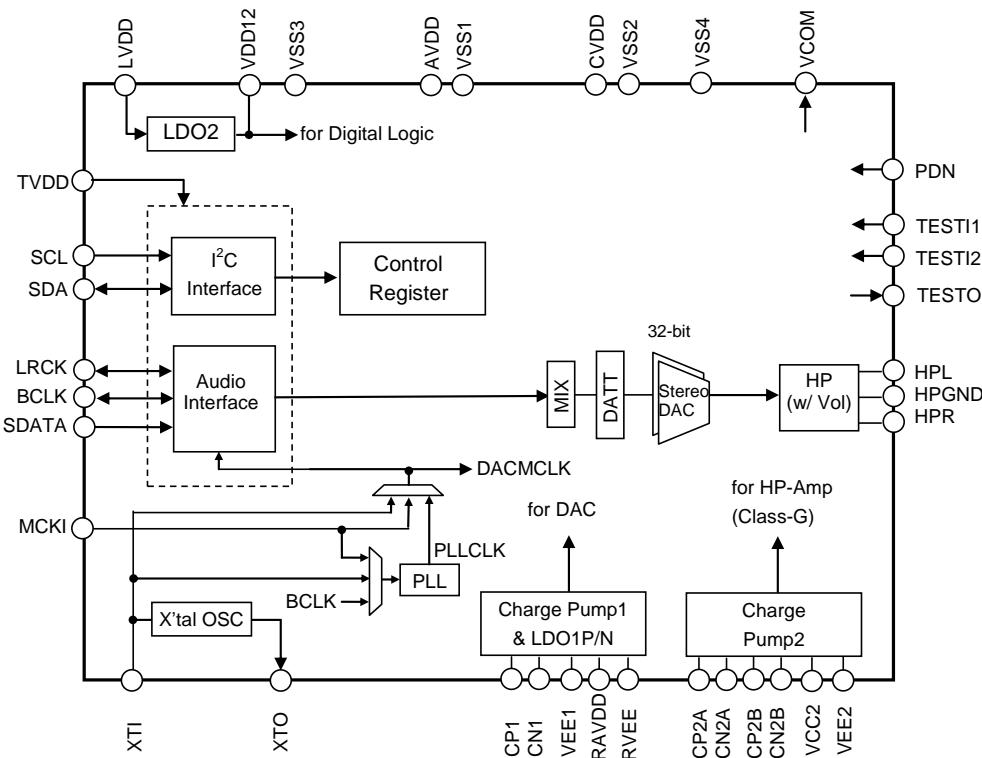 LVDD
VDD12
VSS3
AVDD
VSS1
CVDD
VSS2
VSS4
VCOM
LDO2
for Digital Logic
TVDD
PDN
TESTI1
TESTI2
TESTO
SCL
SDA
I²C
Interface
Control
Register
LRCK
BCLK
SDATA
Audio
Interface
MIX
DATT
32-bit
Stereo
DAC
HP
(w/ Vol)
HPL
HPGND
HPR
DACMCLK
MCKI
PLLCLK
BCLK
PLL
X'tal OSC
for DAC
for HP-Amp
(Class-G)
Charge Pump1
& LDO1P/N
Charge
Pump2
XTI
XTO
CP1
CN1
VEE1
RAVDD
RVEE
CP2A
CN2A
CP2B
CN2B
VCC2
VEE2